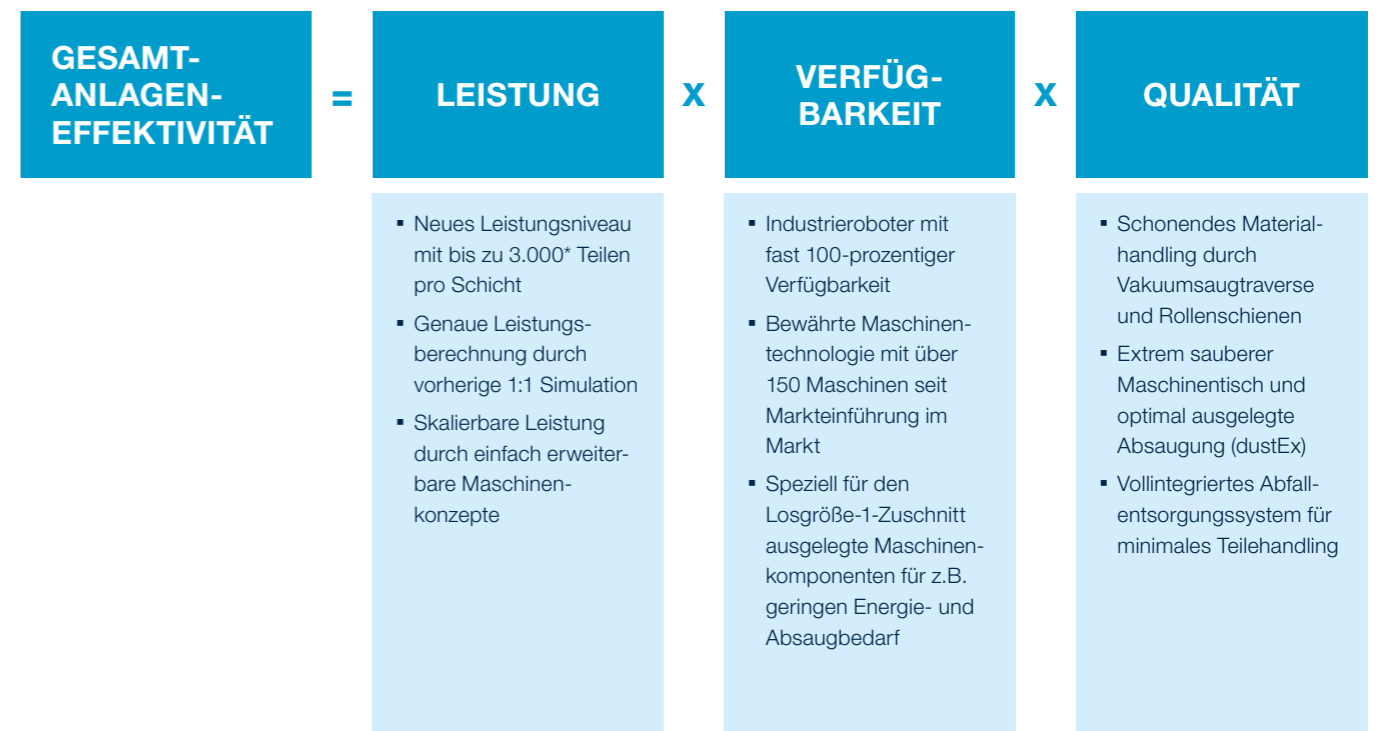 GESAMT-
ANLAGEN-
EFFEKTIVITÄT
=
LEISTUNG
X
VERFÜG-
BARKEIT
X
QUALITÄT
▪ Neues Leistungsniveau
mit bis zu 3.000* Teilen
pro Schicht
▪ Genaue Leistungs-
berechnung durch
vorherige 1:1 Simulation
▪ Skalierbare Leistung
durch einfach erweiter-
bare Maschinen-
konzepte
▪ Industrieroboter mit
fast 100-prozentiger
Verfügbarkeit
▪ Bewährte Maschinen-
technologie mit über
150 Maschinen seit
Markteinführung im
Markt
▪ Speziell für den
Losgröße-1-Zuschnitt
ausgelegte Maschinen-
komponenten für z.B.
geringen Energie- und
Absaugbedarf
▪ Schonendes Material-
handling durch
Vakuumsaugtraverse
und Rollenschienen
▪ Extrem sauberer
Maschinentisch und
optimal ausgelegte
Absaugung (dustEx)
▪ Vollintegriertes Abfall-
entsorgungssystem für
minimales Teilehandling